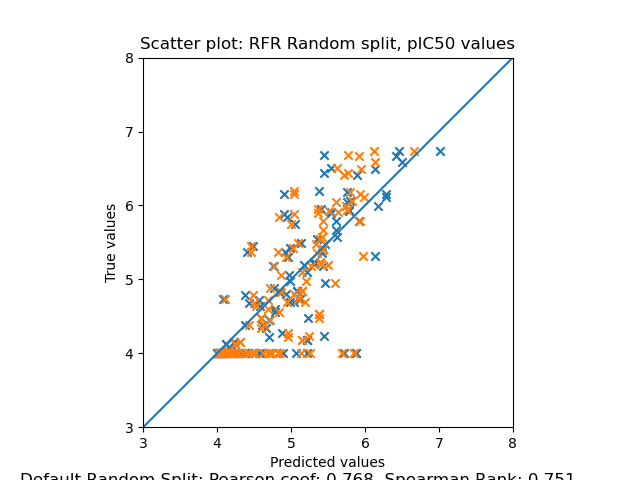 Scatter plot: RFR Random split, pIC50 values
8
7
6
5
4
3
True values
3 4 5 6 7 8
Predicted values
Default Random Split: Pearson coef: 0.768, Spearman Rank: 0.751